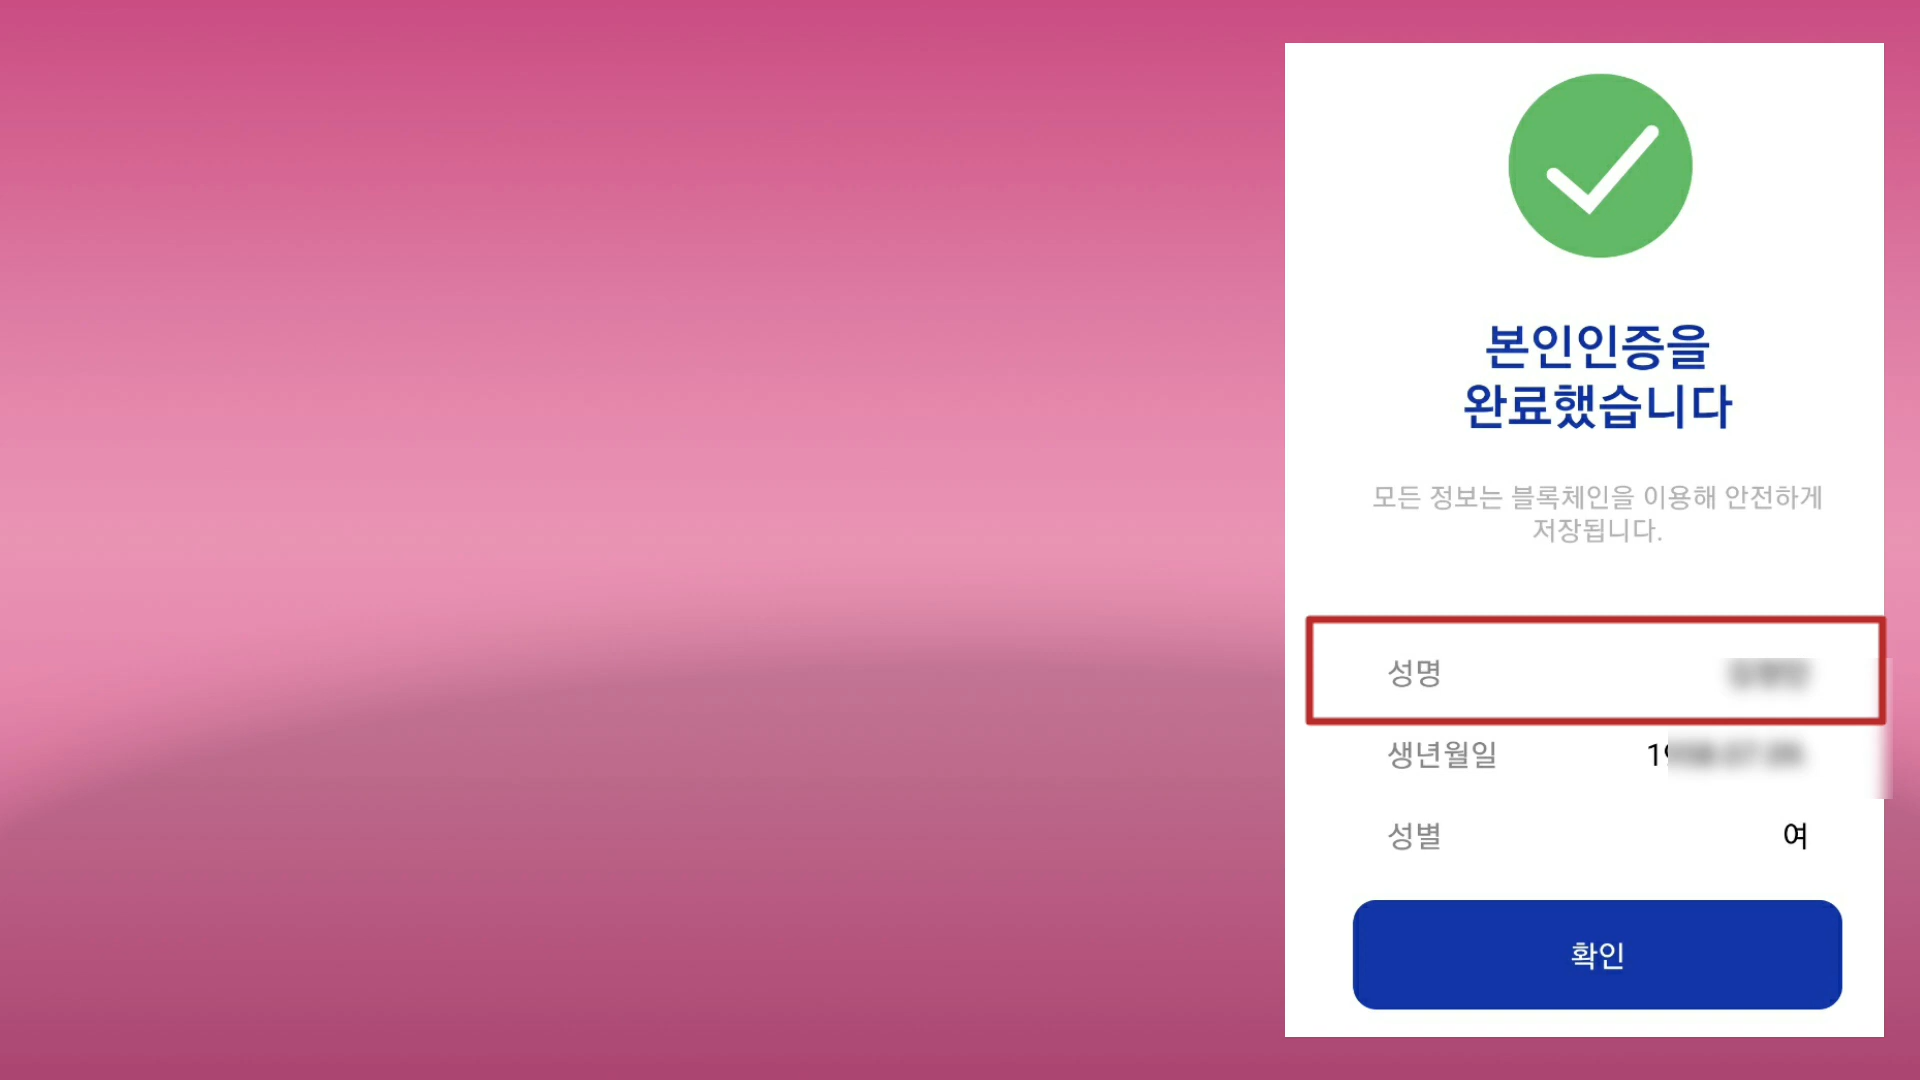 본인인증을
완료했습니다
모든 정보는 블록체인을 이용해 안전하게
저장됩니다.
성명
생년월일
성별 여
확인